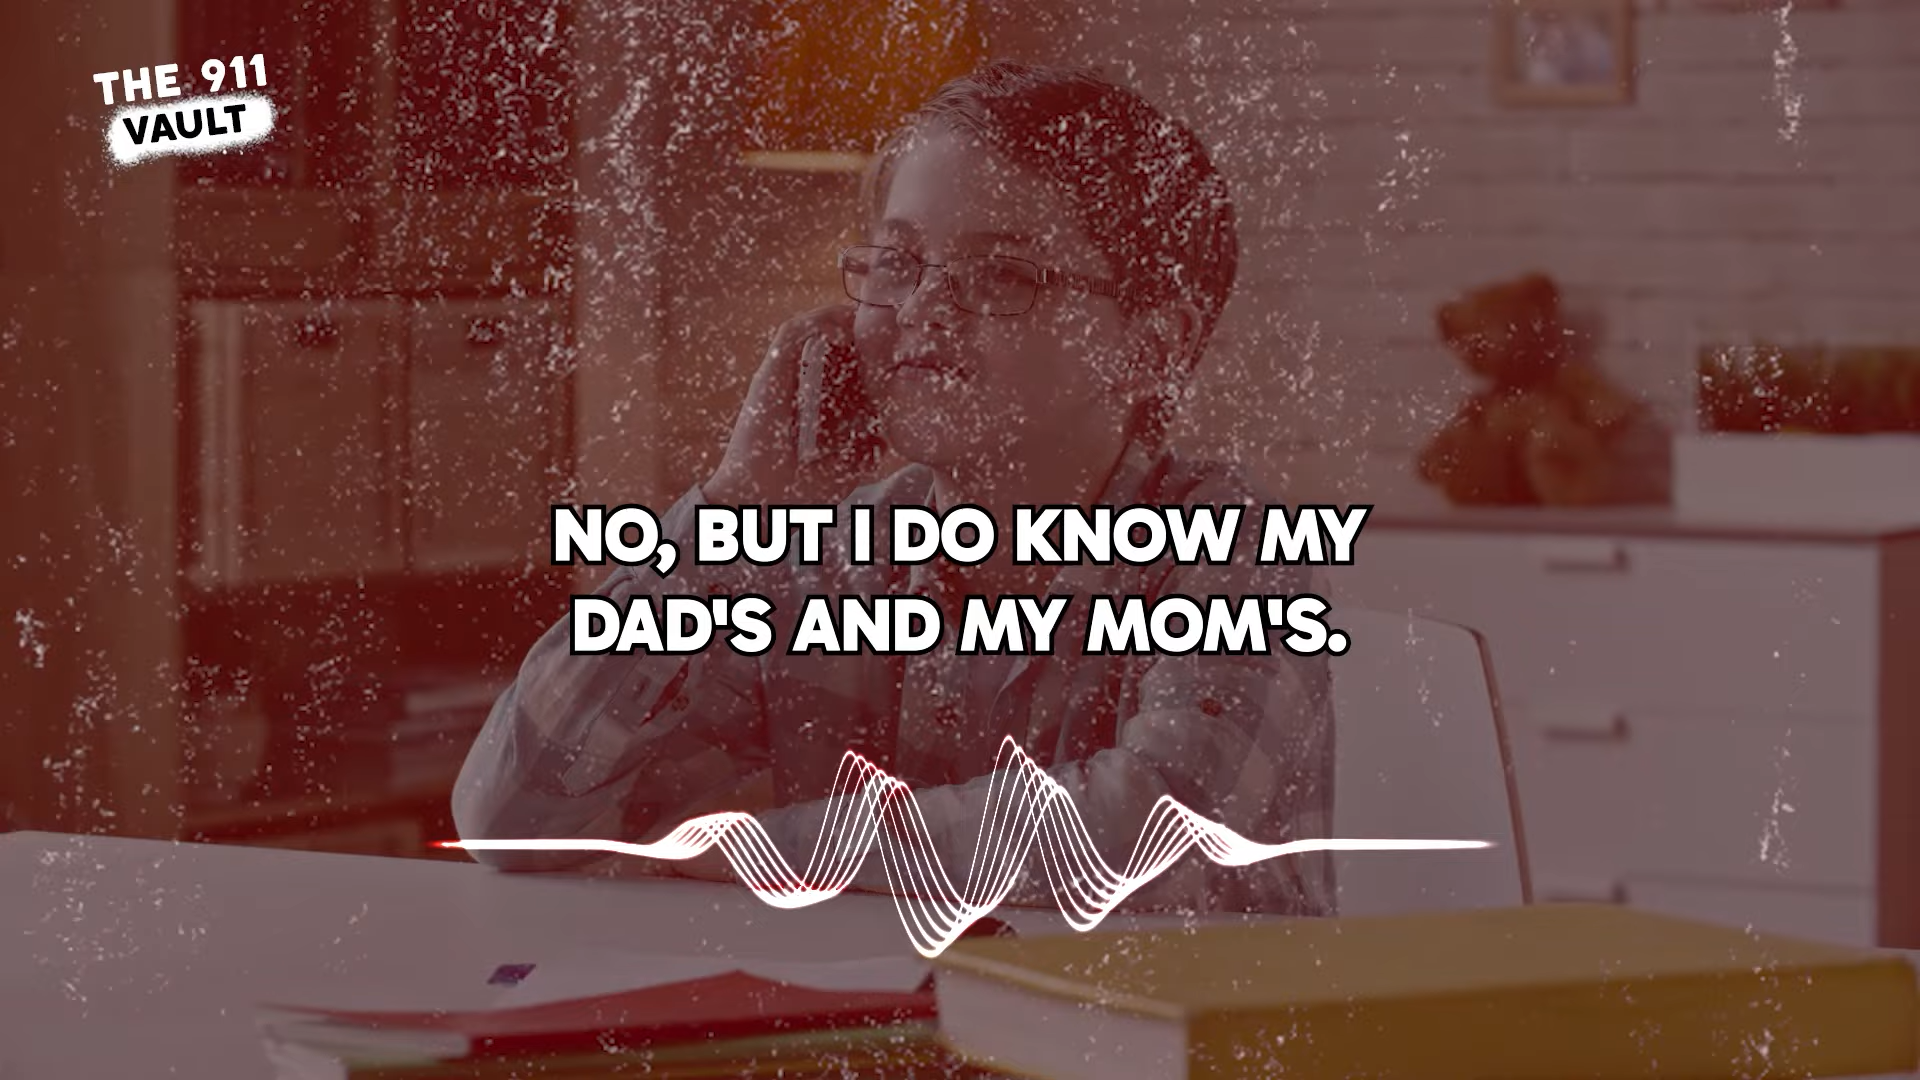 THE 911
VAULT
NO, BUT I DO KNOW MY
DAD'S AND MY MOM'S.